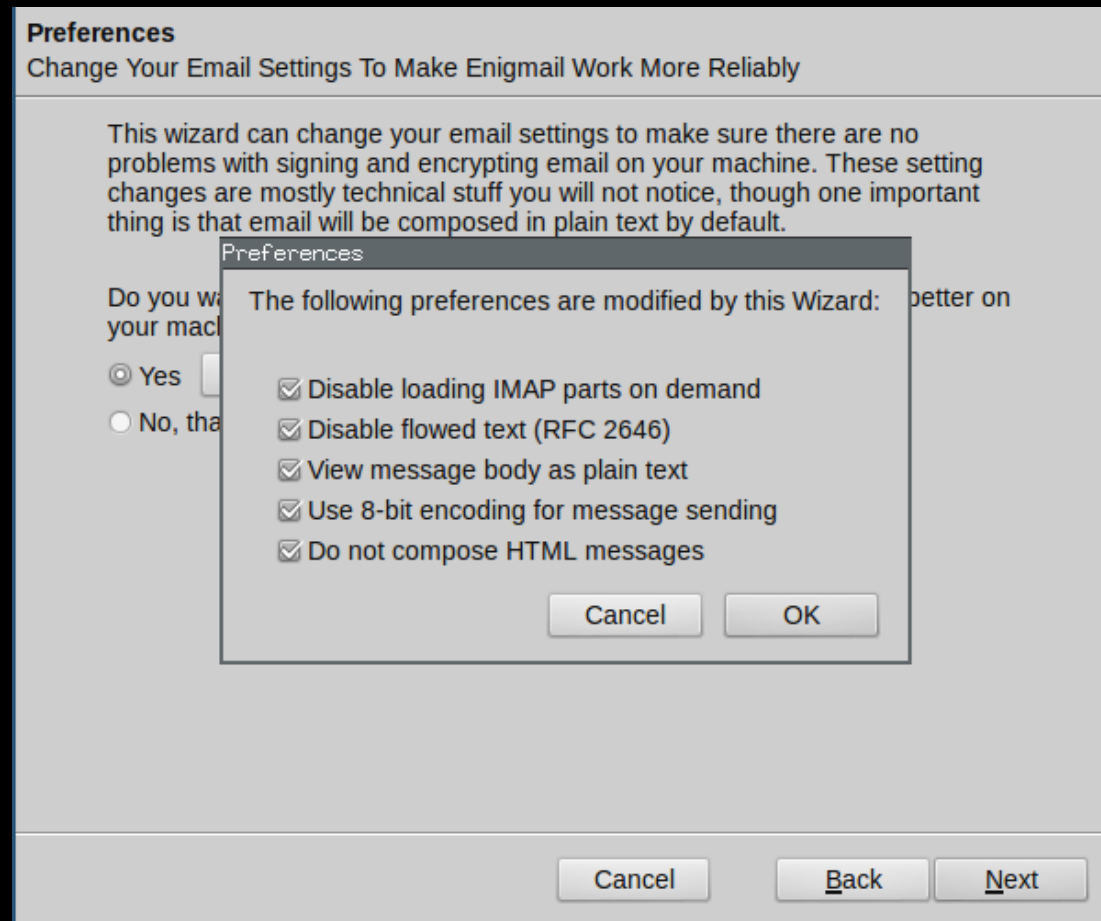 Preferences
Change Your Email Settings To Make Enigmail Work More Reliably
This wizard can change your email settings to make sure there are no
problems with signing and encrypting email on your machine. These setting
changes are mostly technical stuff you will not notice, though one important
thing is that email will be composed in plain text by default.
Preferences
Do you
better on
your
The following preferences are modified by this Wizard:
Yes
No,
Disable loading IMAP parts on demand
Disable flowed text (RFC 2646)
View message body as plain text
Use 8-bit encoding for message sending
Do not compose HTML messages
Cancel
OK
Cancel
Back
Next